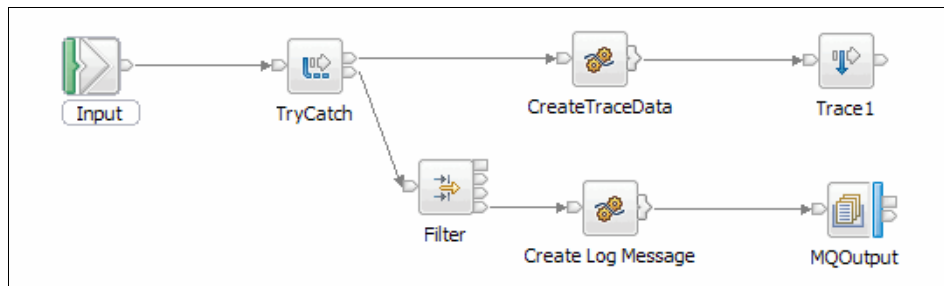 Input
TryCatch
CreateTraceData
Trace1
Filter
Create Log Message
MQOutput